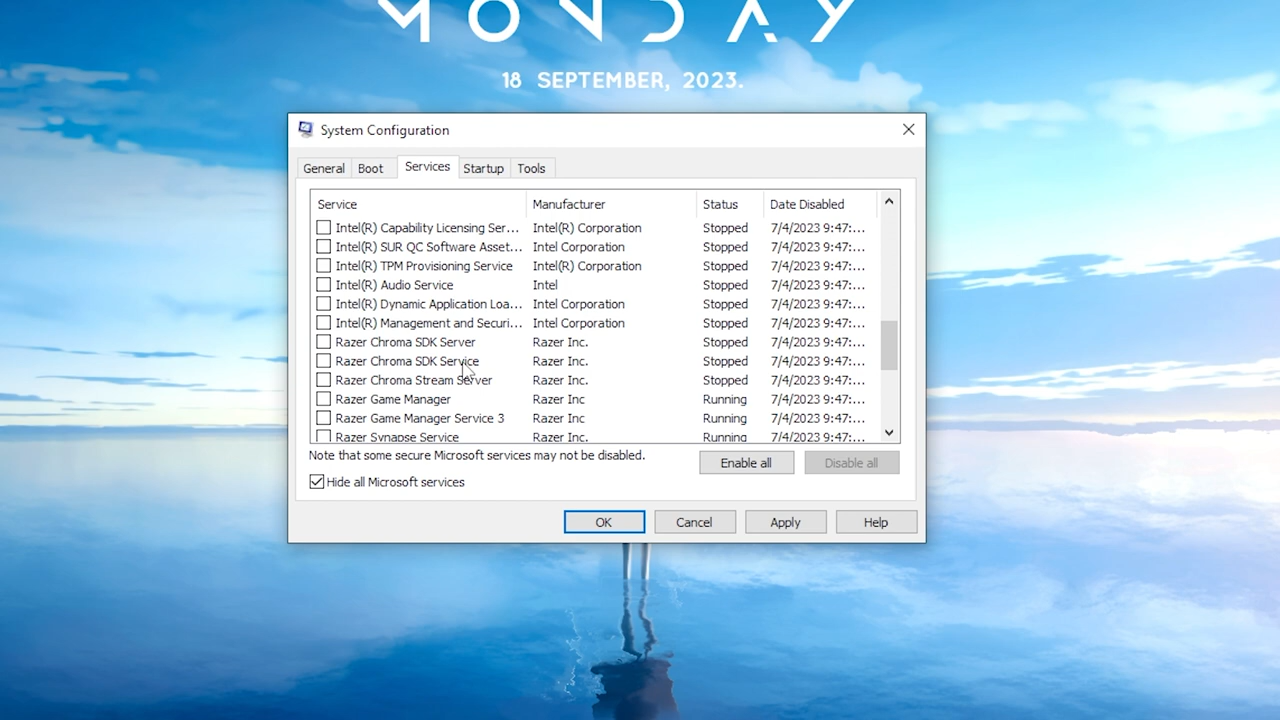 MONDAY
18 SEPTEMBER, 2023.
System Configuration
General Boot Services Startup Tools
Service Manufacturer Status Date Disabled
Intel(R) Capability Licensing Ser... Intel(R) Corporation Stopped 7/4/2023 9:47:...
Intel(R) SUR QC Software Asset... Intel Corporation Stopped 7/4/2023 9:47:...
Intel(R) TPM Provisioning Service Intel(R) Corporation Stopped 7/4/2023 9:47:...
Intel(R) Audio Service Intel Stopped 7/4/2023 9:47:...
Intel(R) Dynamic Application Loa... Intel Corporation Stopped 7/4/2023 9:47:...
Intel(R) Management and Securi... Intel Corporation Stopped 7/4/2023 9:47:...
Razer Chroma SDK Server Razer Inc. Stopped 7/4/2023 9:47:...
Razer Chroma SDK Service Razer Inc. Stopped 7/4/2023 9:47:...
Razer Chroma Stream Server Razer Inc. Stopped 7/4/2023 9:47:...
Razer Game Manager Razer Inc Running 7/4/2023 9:47:...
Razer Game Manager Service 3 Razer Inc Running 7/4/2023 9:47:...
Razer Synapse Service Razer Inc. Running 7/4/2023 9:47:...
Note that some secure Microsoft services may not be disabled.
Enable all Disable all
Hide all Microsoft services
OK Cancel Apply Help